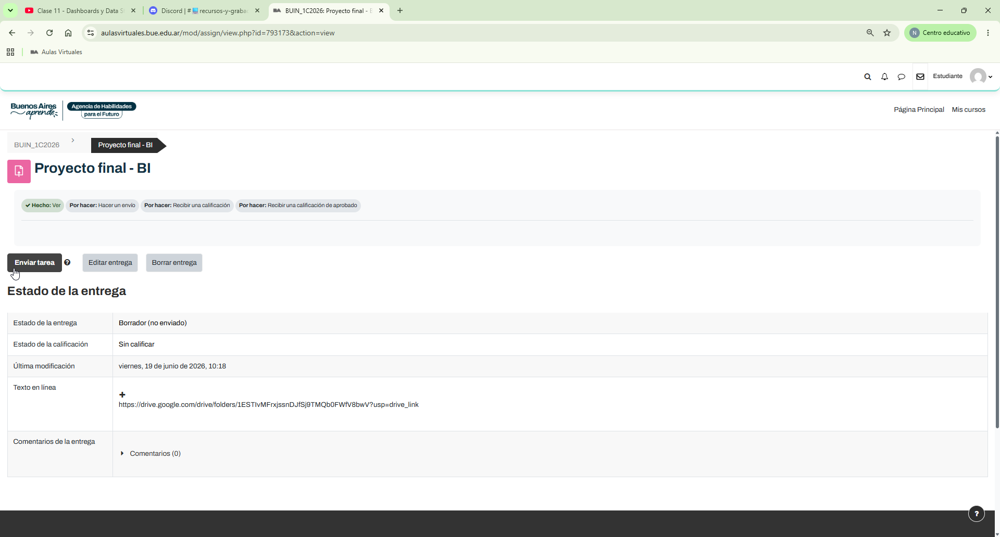 Clase 11 - Dashboards y Data S
Discord | # recursos-y-graba
BUIN_1C2026: Proyecto final - B
aulasvirtuales.bue.edu.ar/mod/assign/view.php?id=793173&action=view
N Centro educativo
Aulas Virtuales
Estudiante
Buenos Aires aprende
Agencia de Habilidades
para el Futuro
Página Principal Mis cursos
BUIN_1C2026
Proyecto final - BI
Proyecto final - BI
Hecho: Ver Por hacer: Hacer un envío Por hacer: Recibir una calificación Por hacer: Recibir una calificación de aprobado
Enviar tarea ? Editar entrega Borrar entrega
Estado de la entrega
Estado de la entrega Borrador (no enviado)
Estado de la calificación Sin calificar
Última modificación viernes, 19 de junio de 2026, 10:18
Texto en línea
https://drive.google.com/drive/folders/1ESTIvMFrxjssnDJfSj9TMQb0FWfV8bwV?usp=drive_link
Comentarios de la entrega
Comentarios (0)
?